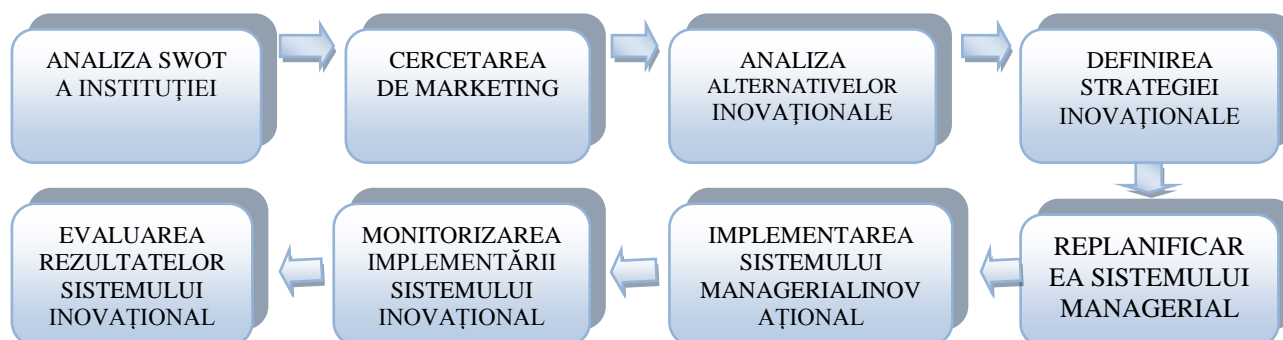 ANALIZA SWOT
A INSTITUȚIEI
CERCETAREA
DE MARKETING
ANALIZA
ALTERNATIVELOR
INOVAȚIONALE
DEFINIREA
STRATEGIEI
INOVAȚIONALE
REPLANIFICAR
EA SISTEMULUI
MANAGERIAL
IMPLEMENTAREA
SISTEMULUI
MANAGERIALINOV
AȚIONAL
MONITORIZAREA
IMPLEMENTĂRII
SISTEMULUI
INOVAȚIONAL
EVALUAREA
REZULTATELOR
SISTEMULUI
INOVAȚIONAL